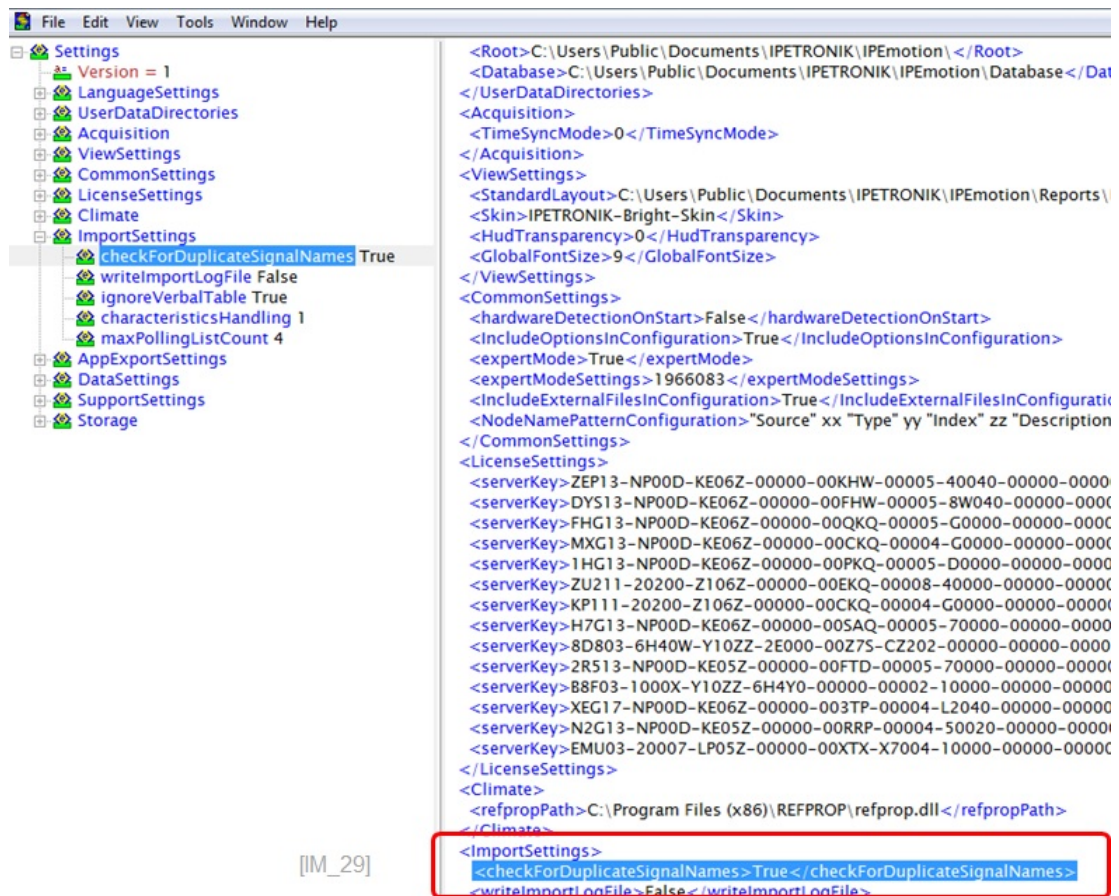 File Edit View Tools Window Help
Settings
Version = 1
LanguageSettings
UserDataDirectories
Acquisition
ViewSettings
CommonSettings
LicenseSettings
Climate
ImportSettings
checkForDuplicateSignalNames True
writeImportLogFile False
ignoreVerbalTable True
characteristicsHandling 1
maxPollingListCount 4
AppExportSettings
DataSettings
SupportSettings
Storage
[IM_29]
<Root>C:\Users\Public\Documents\IPETRONIK\IPEmotion\</Root>
<Database>C:\Users\Public\Documents\IPETRONIK\IPEmotion\Database</Dat
</UserDataDirectories>
<Acquisition>
<TimeSyncMode>0</TimeSyncMode>
</Acquisition>
<ViewSettings>
<StandardLayout>C:\Users\Public\Documents\IPETRONIK\IPEmotion\Reports\
<Skin>IPETRONIK-Bright-Skin</Skin>
<HudTransparency>0</HudTransparency>
<GlobalFontSize>9</GlobalFontSize>
</ViewSettings>
<CommonSettings>
<hardwareDetectionOnStart>False</hardwareDetectionOnStart>
<IncludeOptionsInConfiguration>True</IncludeOptionsInConfiguration>
<expertMode>True</expertMode>
<expertModeSettings>1966083</expertModeSettings>
<IncludeExternalFilesInConfiguration>True</IncludeExternalFilesInConfiguratio
<NodeNamePatternConfiguration>"Source" xx "Type" yy "Index" zz "Description
</CommonSettings>
<LicenseSettings>
<serverKey>ZEP13-NP00D-KE06Z-00000-00KHW-00005-40040-00000-0000
<serverKey>DYS13-NP00D-KE06Z-00000-00FHW-00005-8W040-00000-0000
<serverKey>FHG13-NP00D-KE06Z-00000-00QKQ-00005-G0000-00000-0000
<serverKey>MXG13-NP00D-KE06Z-00000-00CKQ-00004-G0000-00000-0000
<serverKey>1HG13-NP00D-KE06Z-00000-00PKQ-00005-D0000-00000-0000
<serverKey>ZU211-20200-Z106Z-00000-00EKQ-00008-40000-00000-00000
<serverKey>KP111-20200-Z106Z-00000-00CKQ-00004-G0000-00000-00000
<serverKey>H7G13-NP00D-KE06Z-00000-00SAQ-00005-70000-00000-0000
<serverKey>8D803-6H40W-Y10ZZ-2E000-00Z7S-CZ202-00000-00000-0000
<serverKey>2R513-NP00D-KE05Z-00000-00FTD-00005-70000-00000-0000
<serverKey>B8F03-1000X-Y10ZZ-6H4Y0-00000-00002-10000-00000-00000
<serverKey>XEG17-NP00D-KE06Z-00000-003TP-00004-L2040-00000-00000
<serverKey>N2G13-NP00D-KE05Z-00000-00RRP-00004-50020-00000-0000
<serverKey>EMU03-20007-LP05Z-00000-00XTX-X7004-10000-00000-00000
</LicenseSettings>
<Climate>
<refpropPath>C:\Program Files (x86)\REFPROP\refprop.dll</refpropPath>
</Climate>
<ImportSettings>
<checkForDuplicateSignalNames>True</checkForDuplicateSignalNames>
<writeImportLogFile>False</writeImportLogFile>